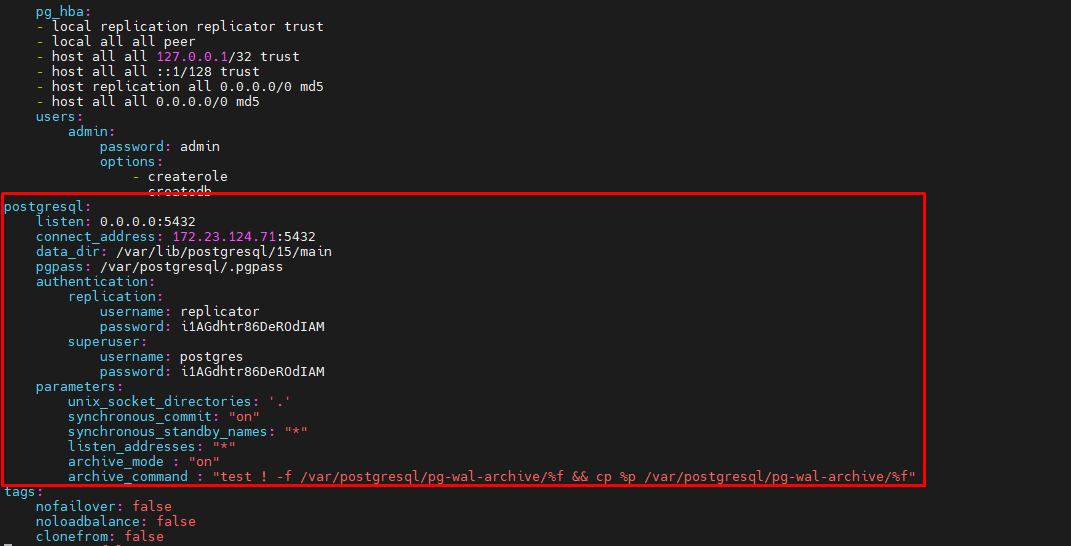 pg_hba:
- local replication replicator trust
- local all all peer
- host all all 127.0.0.1/32 trust
- host all all ::1/128 trust
- host replication all 0.0.0.0/0 md5
- host all all 0.0.0.0/0 md5
users:
admin:
password: admin
options:
- createrole
createdb
postgresql:
listen: 0.0.0.0:5432
connect_address: 172.23.124.71:5432
data_dir: /var/lib/postgresql/15/main
pgpass: /var/postgresql/.pgpass
authentication:
replication:
username: replicator
password: i1AGdhtr86DeROdIAM
superuser:
username: postgres
password: i1AGdhtr86DeROdIAM
parameters:
unix_socket_directories: '.'
synchronous_commit: "on"
synchronous_standby_names: "*"
listen_addresses: "*"
archive_mode : "on"
archive_command : "test ! -f /var/postgresql/pg-wal-archive/%f && cp %p /var/postgresql/pg-wal-archive/%f"
tags:
nofailover: false
noloadbalance: false
clonefrom: false